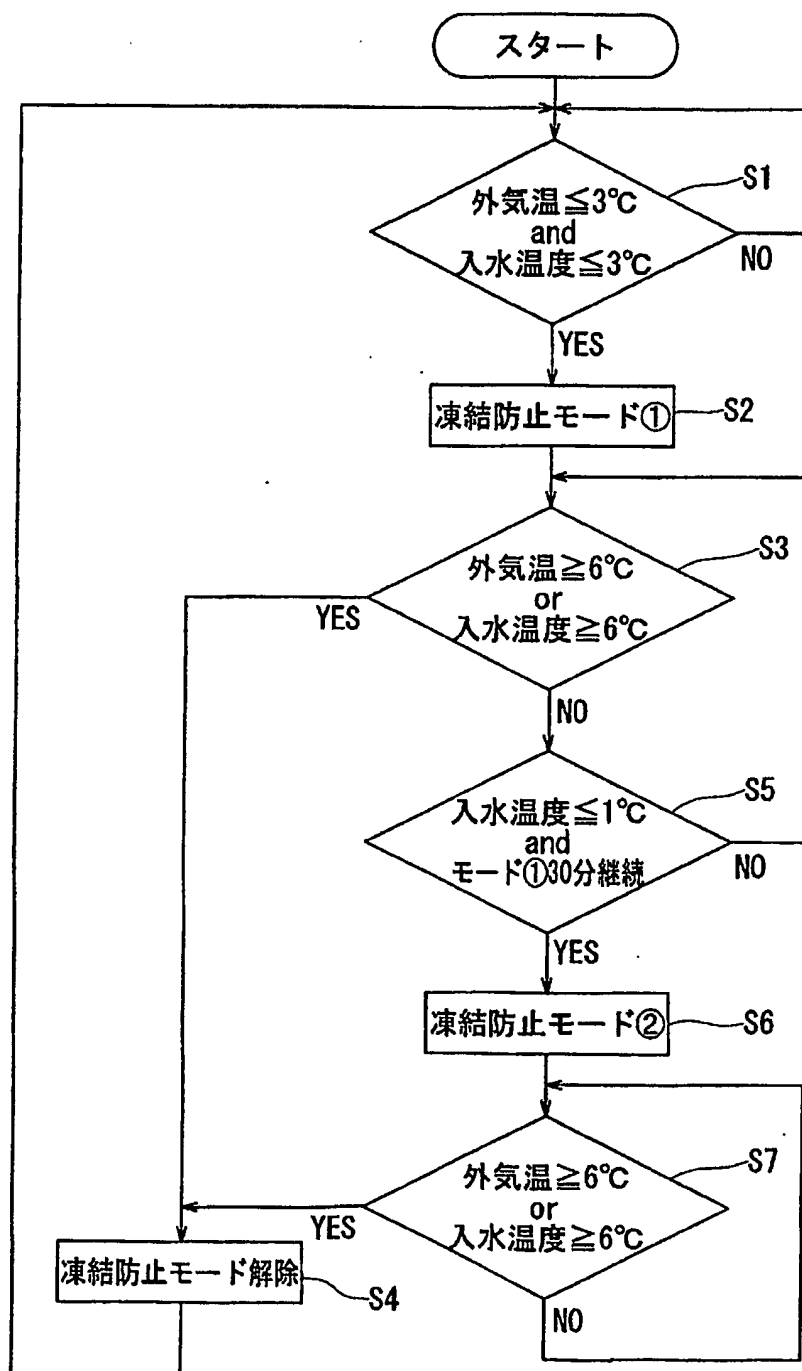 スタート
外気温≦3℃
and
入水温度≦3℃
S1
NO
YES
凍結防止モード①
S2
外気温≧6℃
or
入水温度≧6℃
S3
YES
NO
入水温度≦1℃
and
モード①30分継続
S5
NO
YES
凍結防止モード②
S6
外気温≧6℃
or
入水温度≧6℃
S7
YES
NO
凍結防止モード解除
S4